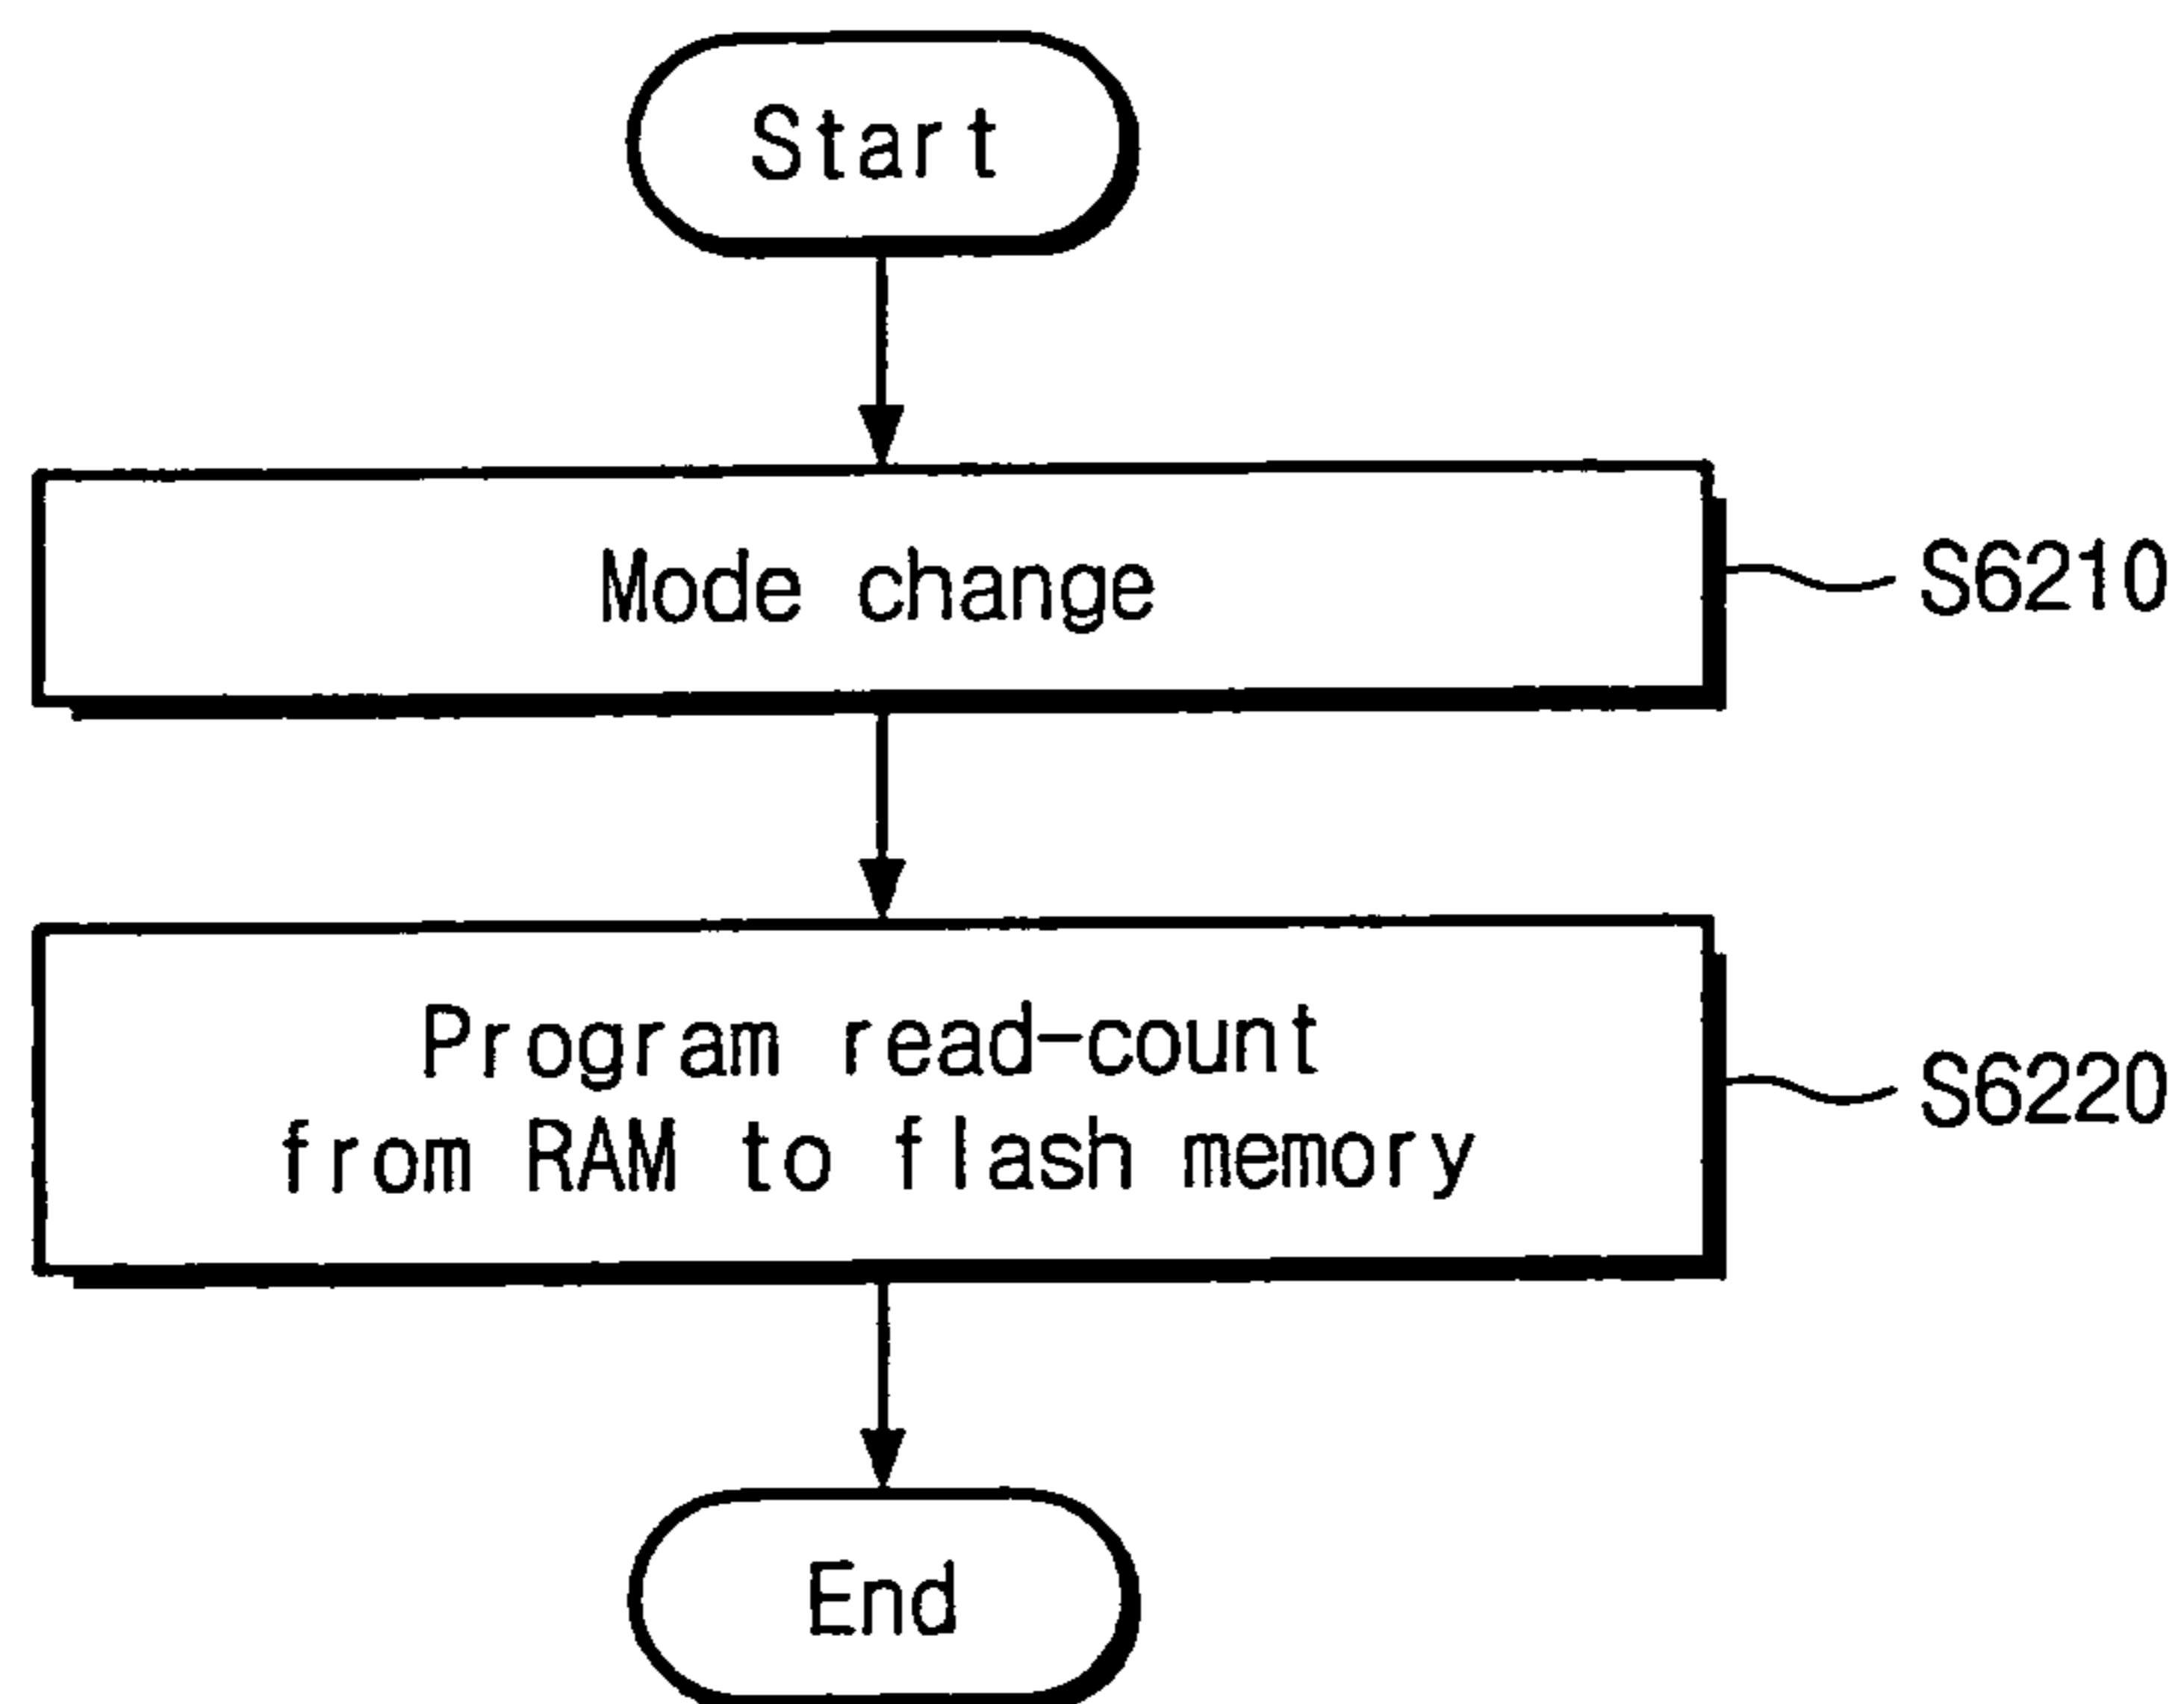 Start
Mode change
S6210
Program read-count
from RAM to flash memory
S6220
End